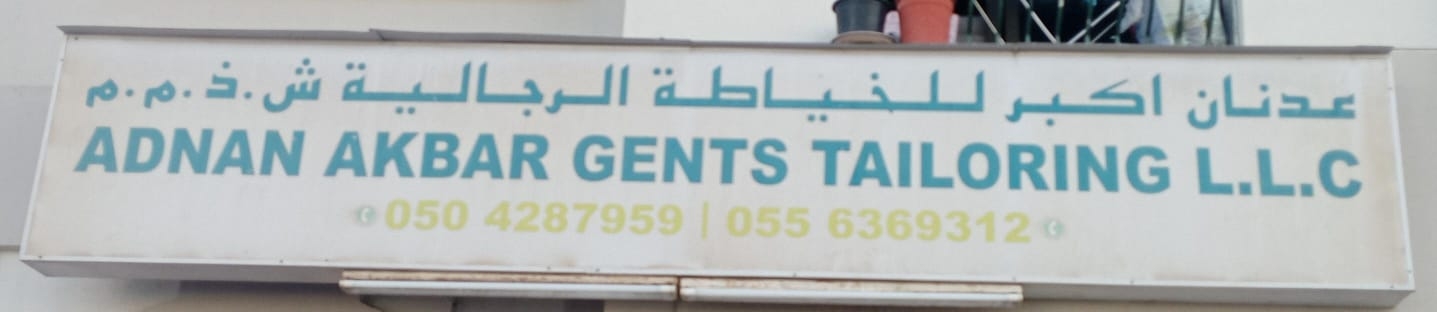 عدنان اكبر للخياطة الرجالية ش.ذ.م.م
ADNAN AKBAR GENTS TAILORING L.L.C
050 4287959 | 055 6369312